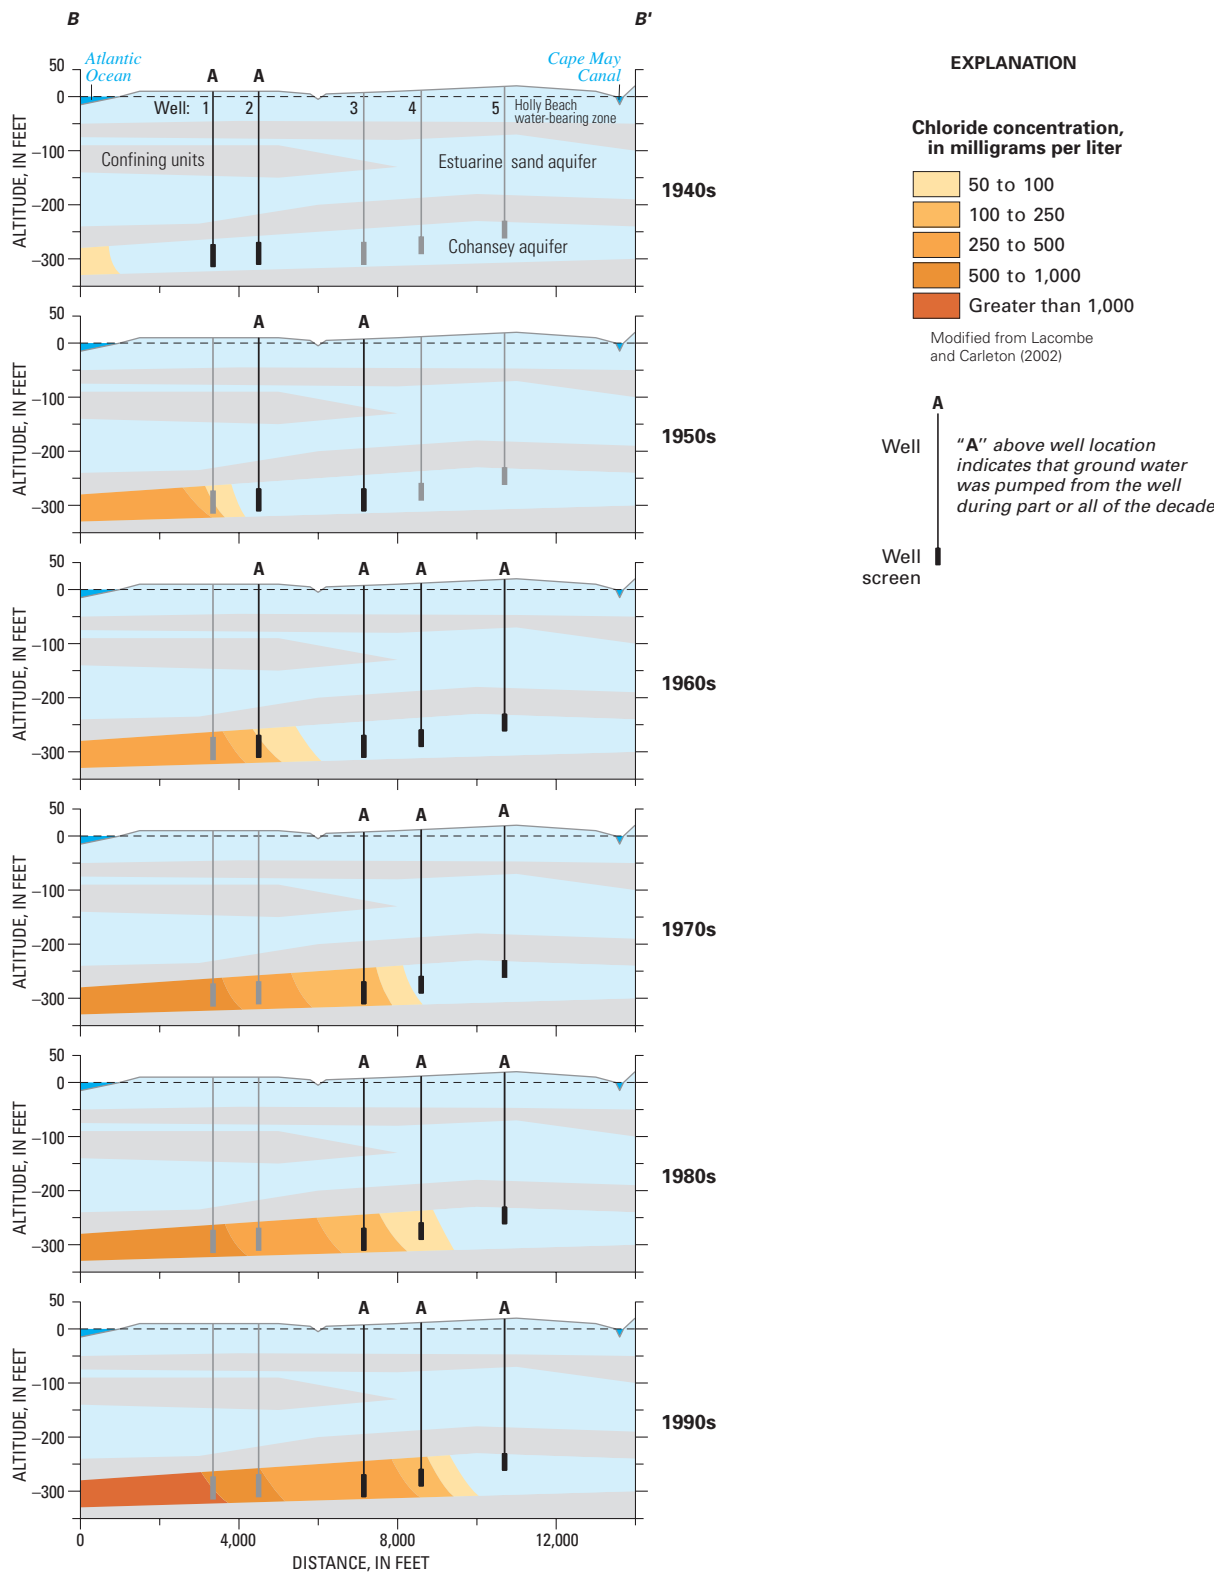 B B'
Atlantic
Ocean
Cape May
Canal
A A
Well: 1 2 3 4 5
Holly Beach
water-bearing zone
Confining units
Estuarine sand aquifer
Cohansey aquifer
50
0
–100
–200
–300
ALTITUDE, IN FEET
1940s
A A
50
0
–100
–200
–300
ALTITUDE, IN FEET
1950s
A A A A
50
0
–100
–200
–300
ALTITUDE, IN FEET
1960s
A A A
50
0
–100
–200
–300
ALTITUDE, IN FEET
1970s
A A A
50
0
–100
–200
–300
ALTITUDE, IN FEET
1980s
A A A
50
0
–100
–200
–300
ALTITUDE, IN FEET
1990s
0 4,000 8,000 12,000
DISTANCE, IN FEET
EXPLANATION
Chloride concentration,
in milligrams per liter
50 to 100
100 to 250
250 to 500
500 to 1,000
Greater than 1,000
Modified from Lacombe
and Carleton (2002)
A
Well
"A" above well location
indicates that ground water
was pumped from the well
during part or all of the decade
Well
screen